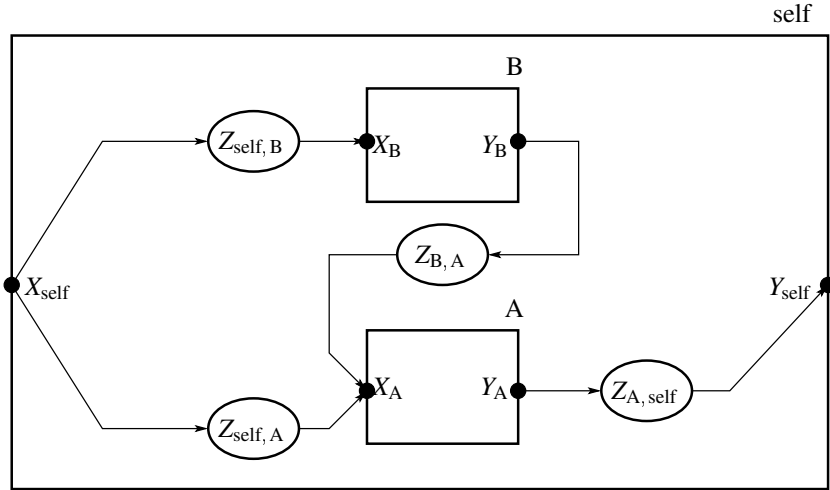 self
B
Z_self, B
X_B
Y_B
Z_B, A
X_self
Y_self
A
X_A
Y_A
Z_A, self
Z_self, A